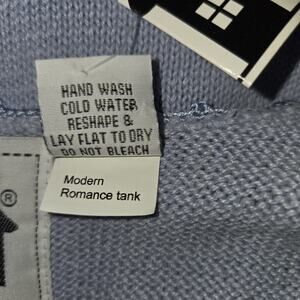 HAND WASH
COLD WATER
RESHAPE &
LAY FLAT TO DRY
DO NOT BLEACH
Modern
Romance tank
®